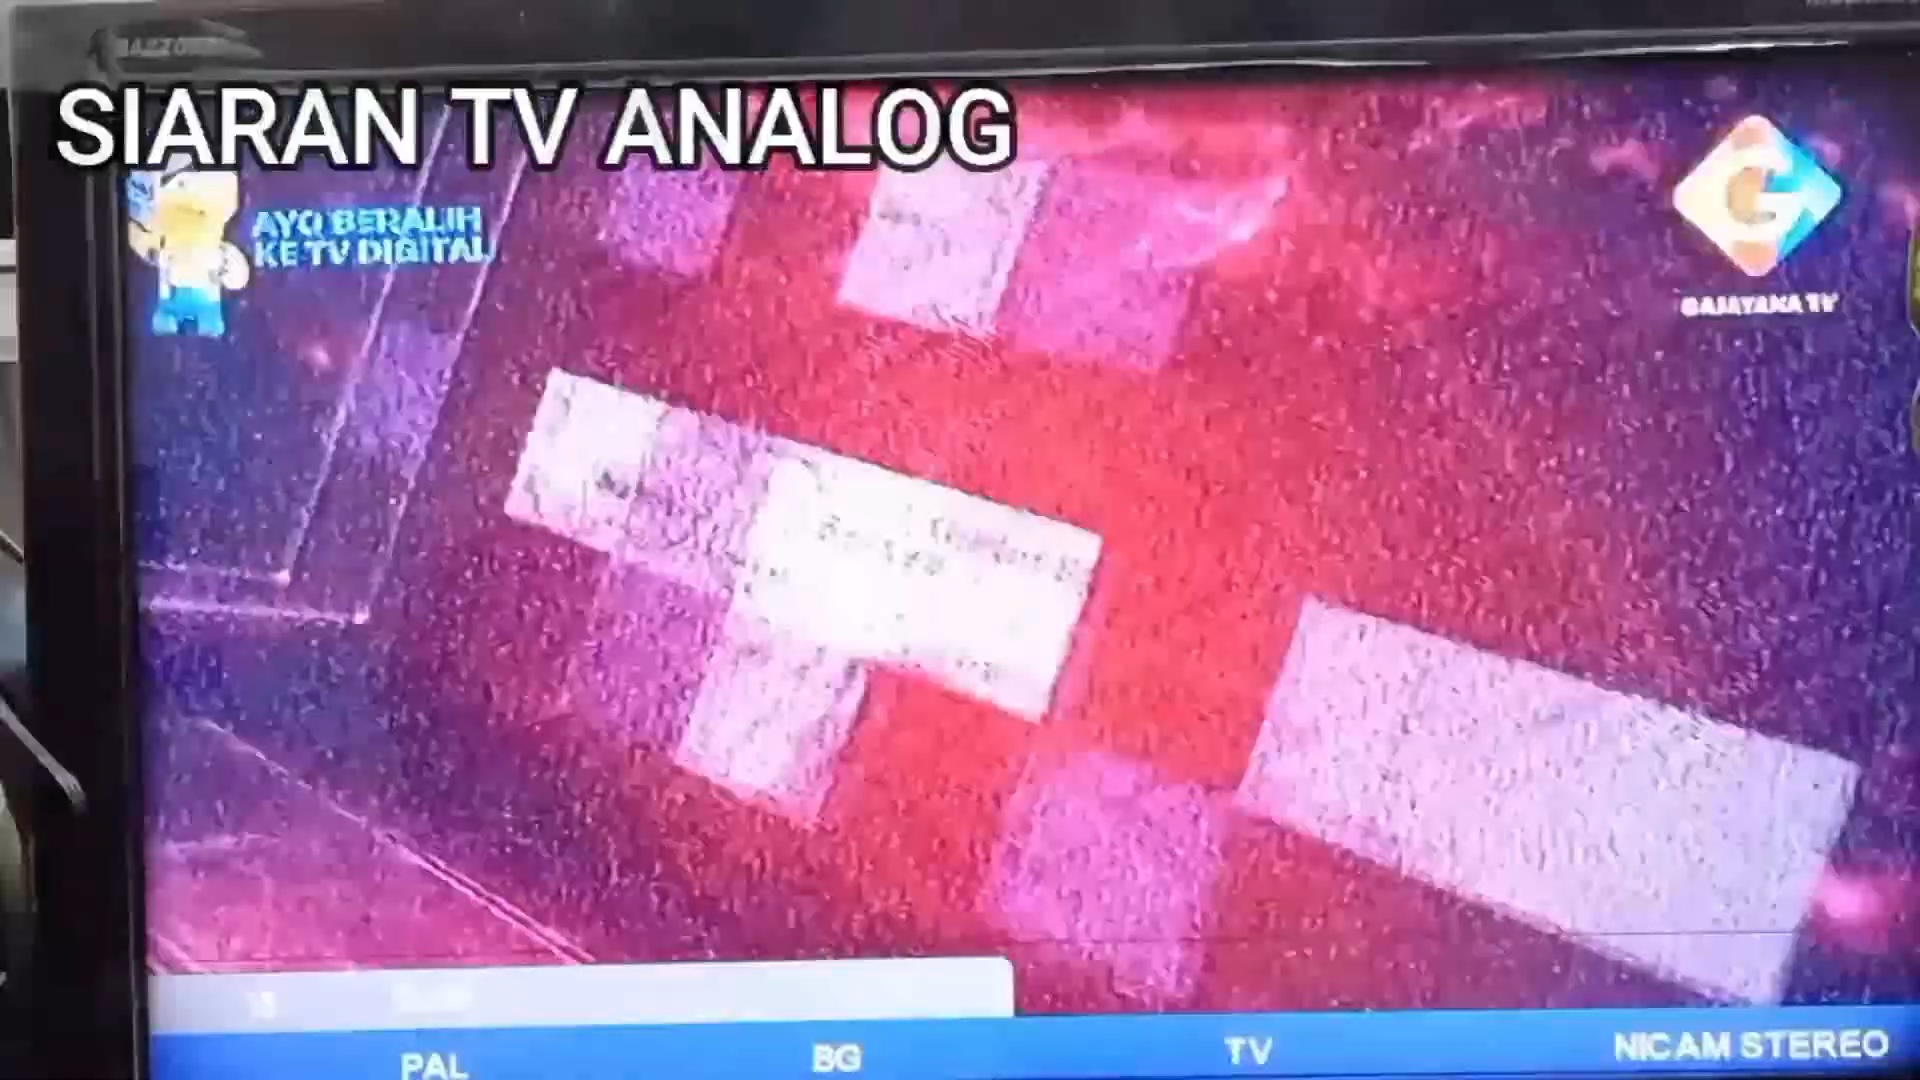 SIARAN TV ANALOG
AYO BERALIH
KE TV DIGITAL
GAJAYANA TV
PAL BG TV NICAM STEREO